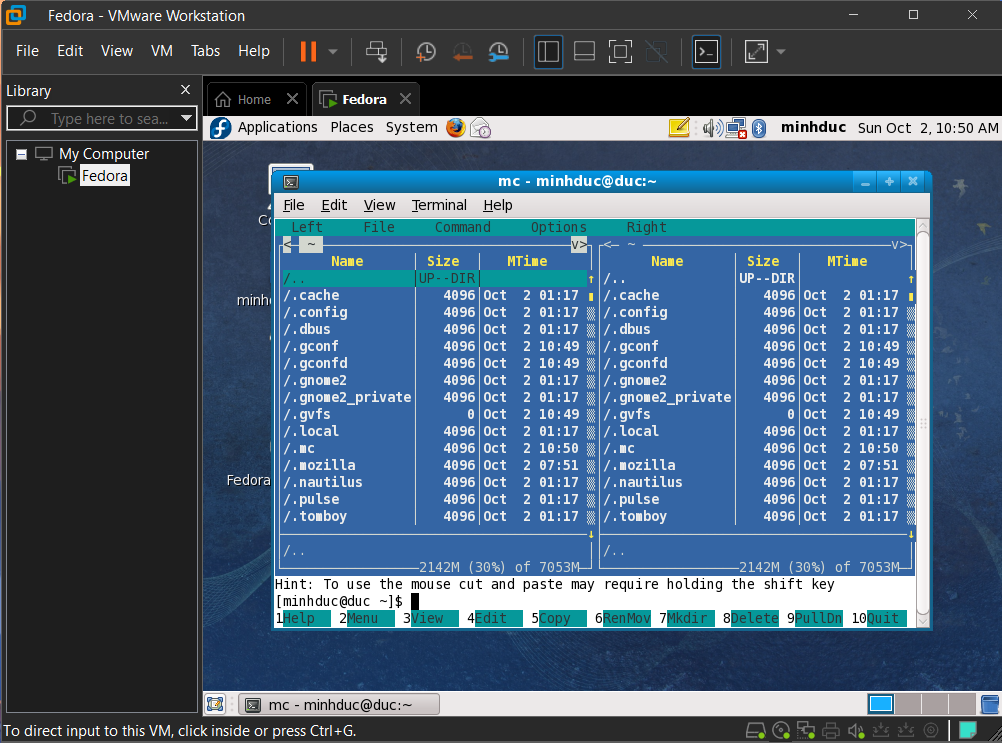 Fedora - VMware Workstation
File Edit View VM Tabs Help
Library
Type here to sea...
My Computer
Fedora
Home
Fedora
Applications Places System
minhduc Sun Oct 2, 10:50 AM
minh
Fedora
mc - minhduc@duc:~
File Edit View Terminal Help
Left File Command Options Right
<- ~ v> <- ~ v>
Name Size MTime Name Size MTime
/.. UP--DIR /.. UP--DIR
/.cache 4096 Oct 2 01:17 /.cache 4096 Oct 2 01:17
/.config 4096 Oct 2 01:17 /.config 4096 Oct 2 01:17
/.dbus 4096 Oct 2 01:17 /.dbus 4096 Oct 2 01:17
/.gconf 4096 Oct 2 10:49 /.gconf 4096 Oct 2 10:49
/.gconfd 4096 Oct 2 10:49 /.gconfd 4096 Oct 2 10:49
/.gnome2 4096 Oct 2 01:17 /.gnome2 4096 Oct 2 01:17
/.gnome2_private 4096 Oct 2 01:17 /.gnome2_private 4096 Oct 2 01:17
/.gvfs 0 Oct 2 10:49 /.gvfs 0 Oct 2 10:49
/.local 4096 Oct 2 01:17 /.local 4096 Oct 2 01:17
/.mc 4096 Oct 2 10:50 /.mc 4096 Oct 2 10:50
/.mozilla 4096 Oct 2 07:51 /.mozilla 4096 Oct 2 07:51
/.nautilus 4096 Oct 2 01:17 /.nautilus 4096 Oct 2 01:17
/.pulse 4096 Oct 2 01:17 /.pulse 4096 Oct 2 01:17
/.tomboy 4096 Oct 2 01:17 /.tomboy 4096 Oct 2 01:17
/.. /..
2142M (30%) of 7053M 2142M (30%) of 7053M
Hint: To use the mouse cut and paste may require holding the shift key
[minhduc@duc ~]$
1Help 2Menu 3View 4Edit 5Copy 6RenMov 7Mkdir 8Delete 9PullDn 10Quit
mc - minhduc@duc:~
To direct input to this VM, click inside or press Ctrl+G.